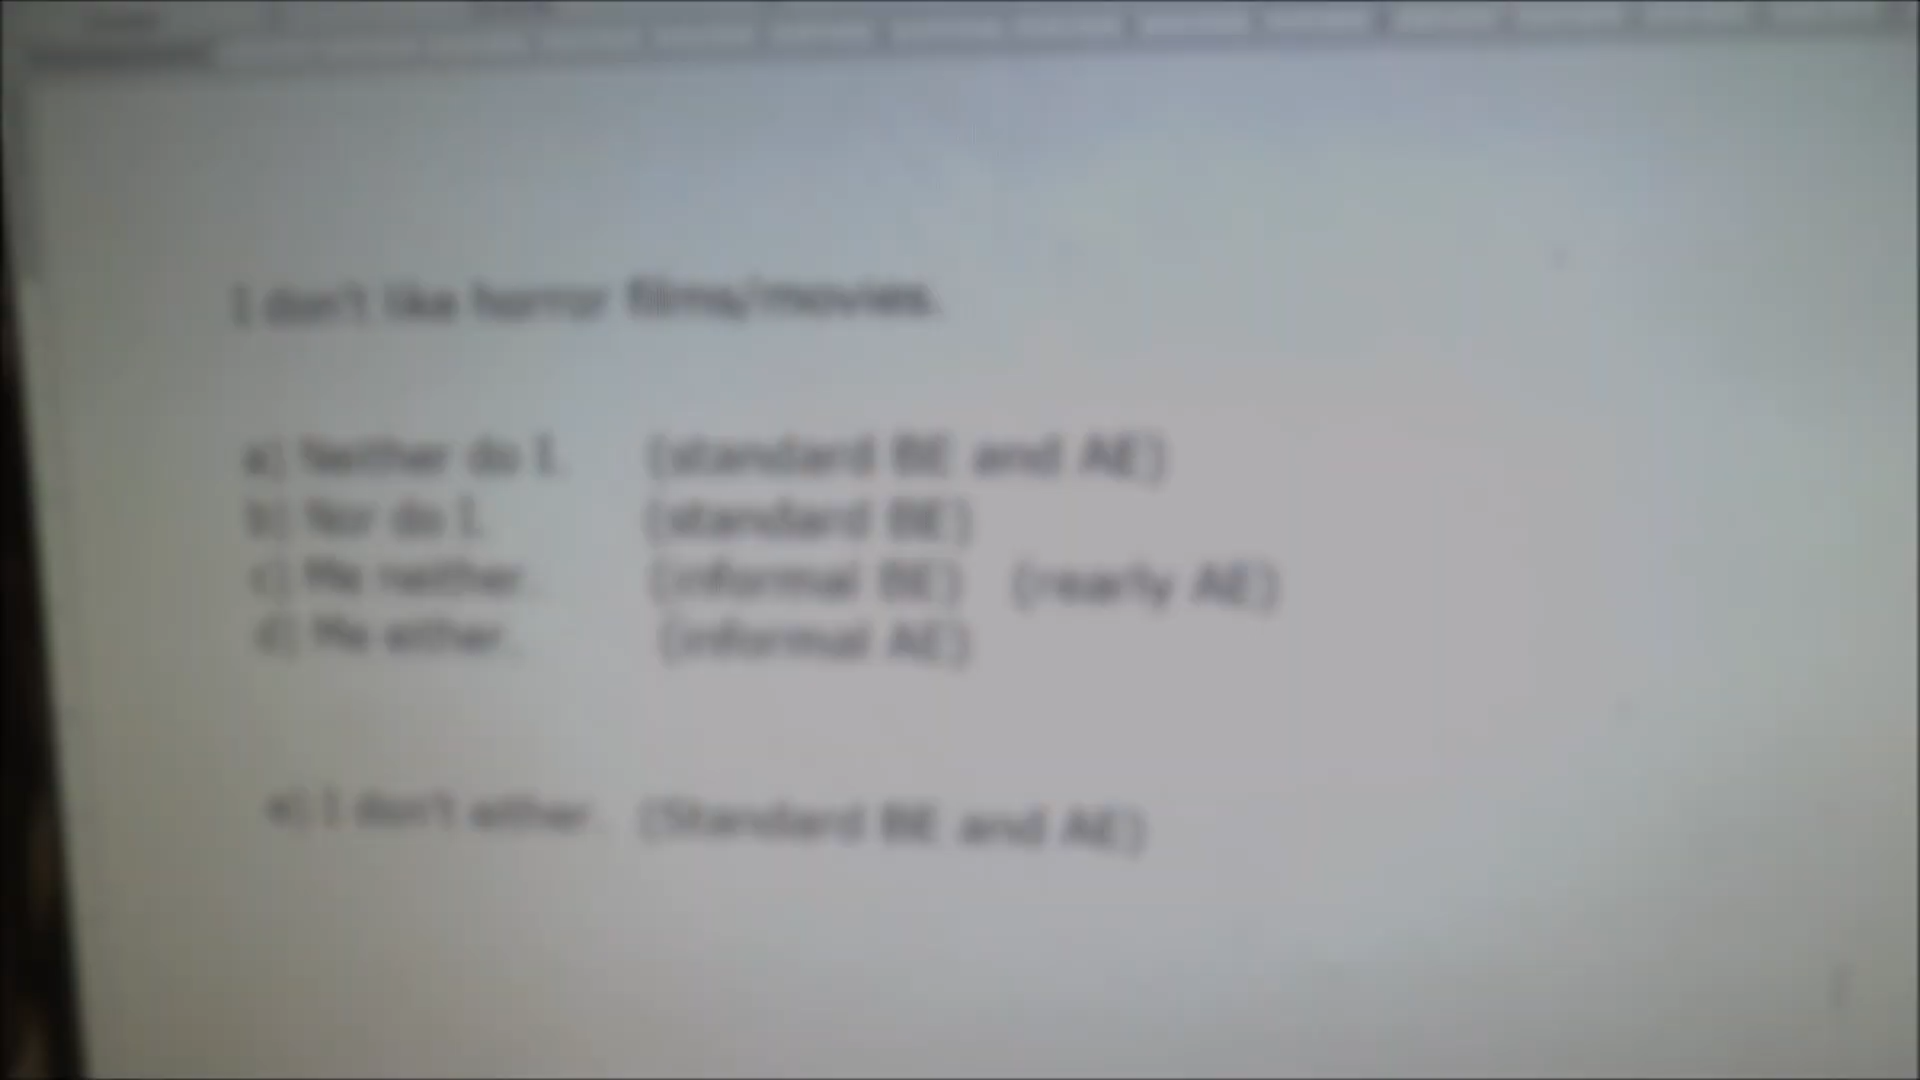 I don't like horror films/movies.
a) Neither do I. (standard BE and AE)
b) Nor do I. (standard BE)
c) Me neither. (informal BE) (rearly AE)
d) Me either. (informal AE)
e) I don't either. (Standard BE and AE)